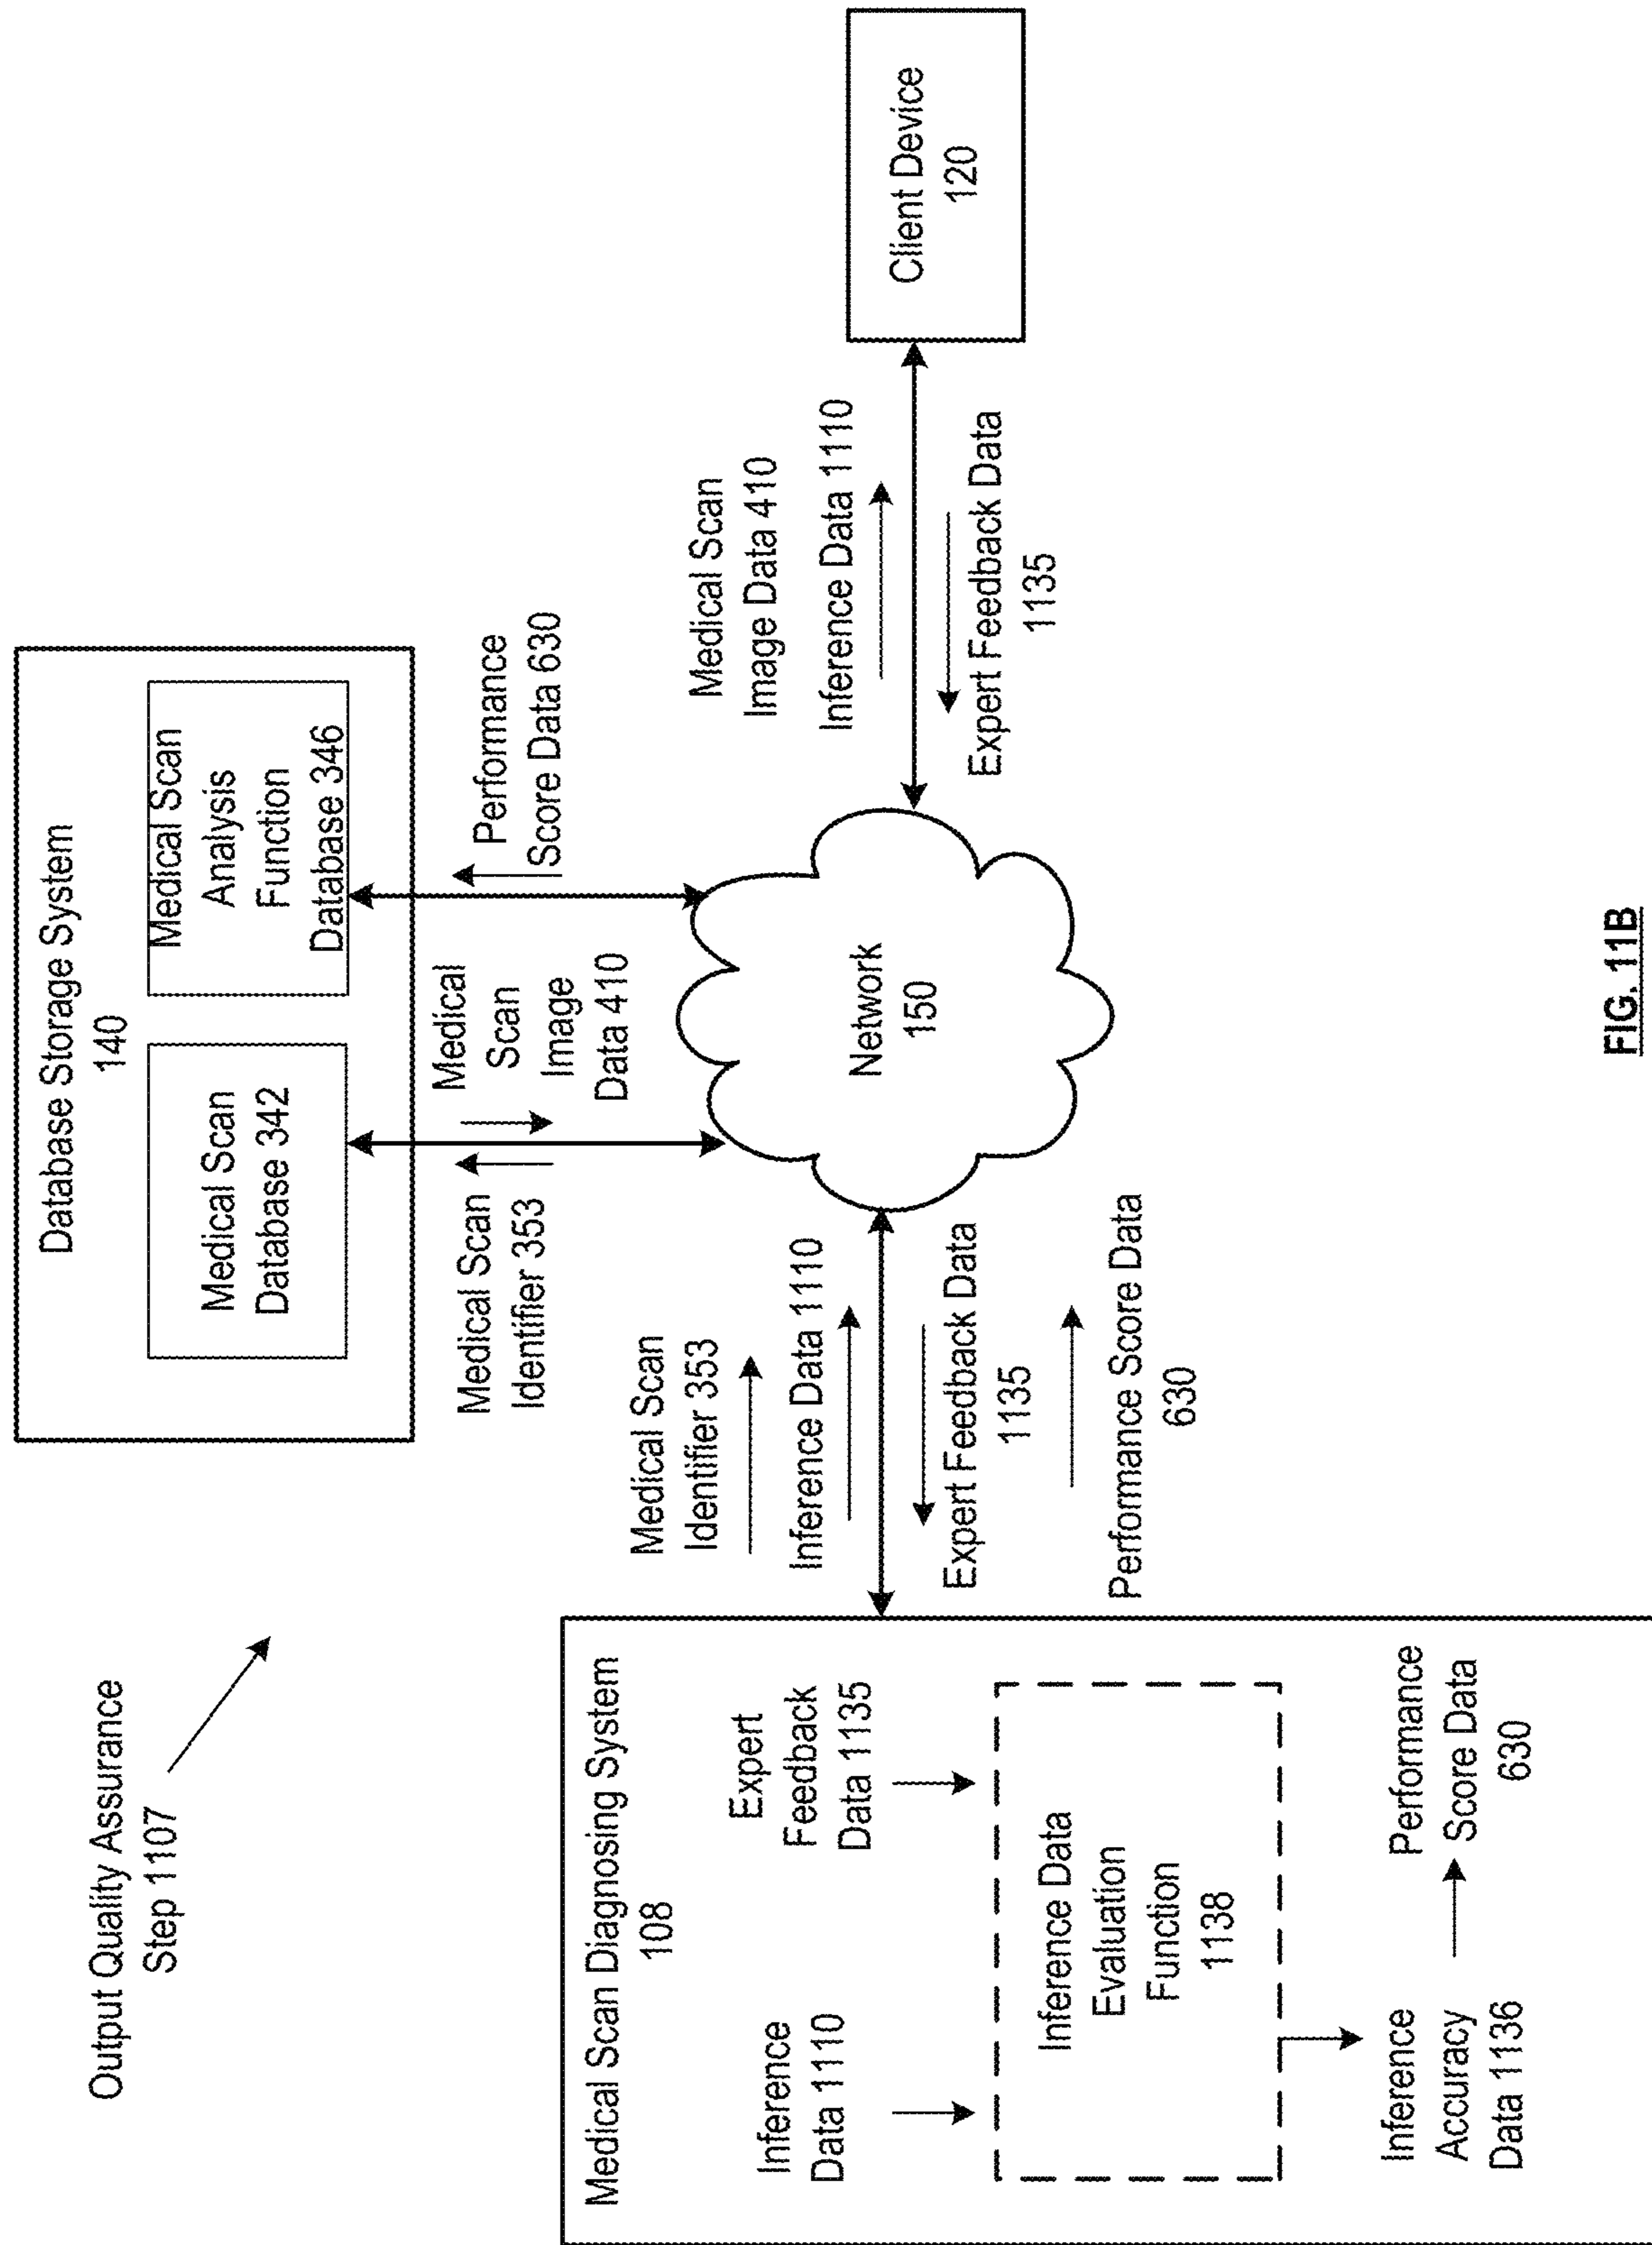 Output Quality Assurance
Step 1107
Database Storage System
140
Medical Scan
Database 342
Medical Scan
Analysis
Function
Database 346
Medical Scan
Identifier 353
Medical
Scan
Image
Data 410
Performance
Score Data 630
Medical Scan Diagnosing System
108
Inference
Data 1110
Expert
Feedback
Data 1135
Inference Data
Evaluation
Function
1138
Inference
Accuracy
Data 1136
Performance
Score Data
630
Medical Scan
Identifier 353
Inference Data 1110
Expert Feedback Data
1135
Performance Score Data
630
Network
150
Medical Scan
Image Data 410
Inference Data 1110
Expert Feedback Data
1135
Client Device
120
FIG. 11B